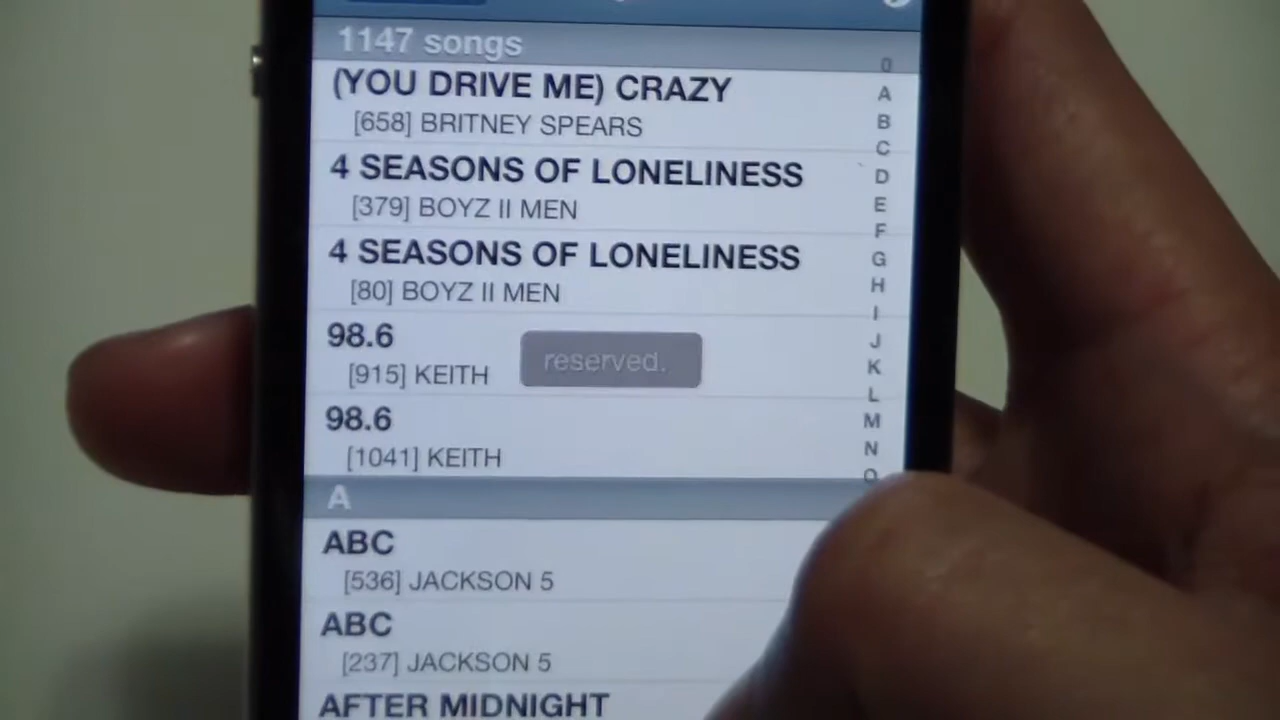 1147 songs
(YOU DRIVE ME) CRAZY
[658] BRITNEY SPEARS
4 SEASONS OF LONELINESS
[379] BOYZ II MEN
4 SEASONS OF LONELINESS
[80] BOYZ II MEN
98.6
[915] KEITH
reserved.
98.6
[1041] KEITH
A
ABC
[536] JACKSON 5
ABC
[237] JACKSON 5
AFTER MIDNIGHT
0
A
B
C
D
E
F
G
H
I
J
K
L
M
N
O